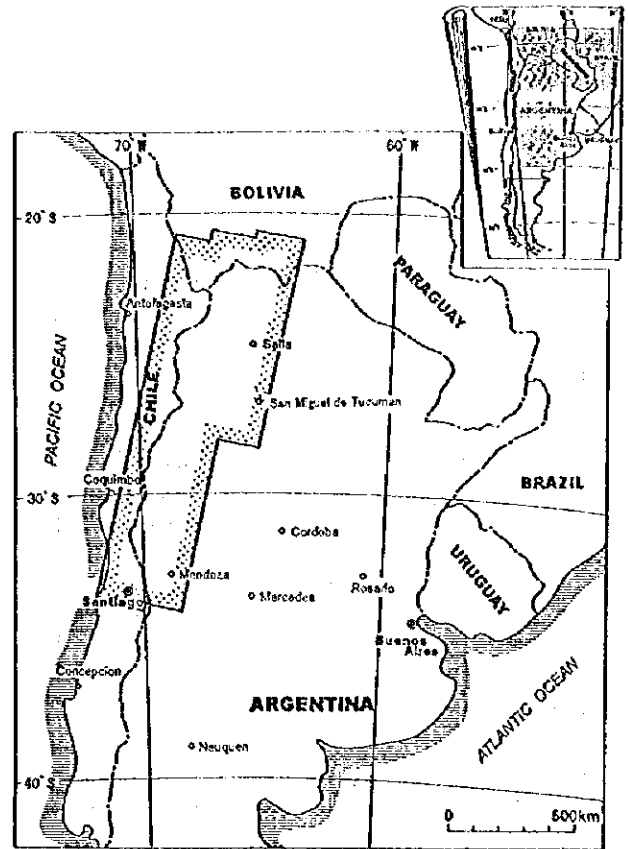 ARGENTINA
70° W
60° W
BOLIVIA
20° S
PARAGUAY
Antofagasta
Salta
PACIFIC OCEAN
CHILE
San Miguel de Tucuman
Coquimbo
BRAZIL
30° S
Cordoba
Mendoza
Rosario
URUGUAY
Santiago
Mercedes
Buenos
Aires
Concepcion
ARGENTINA
ATLANTIC OCEAN
Neuquen
40° S
0 500km